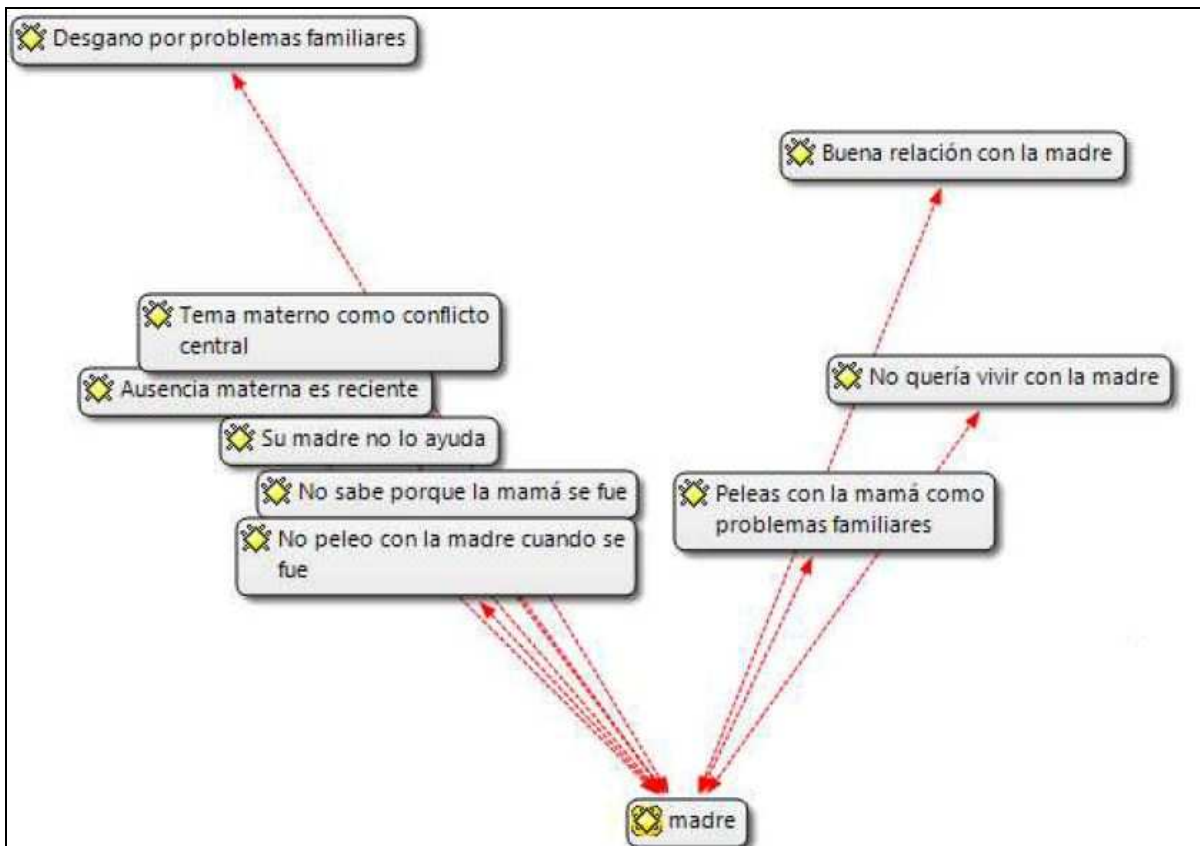 Desgano por problemas familiares
Buena relación con la madre
Tema materno como conflicto
central
Ausencia materna es reciente
No quería vivir con la madre
Su madre no lo ayuda
No sabe porque la mamá se fue
Peleas con la mamá como
problemas familiares
No peleo con la madre cuando se
fue
madre